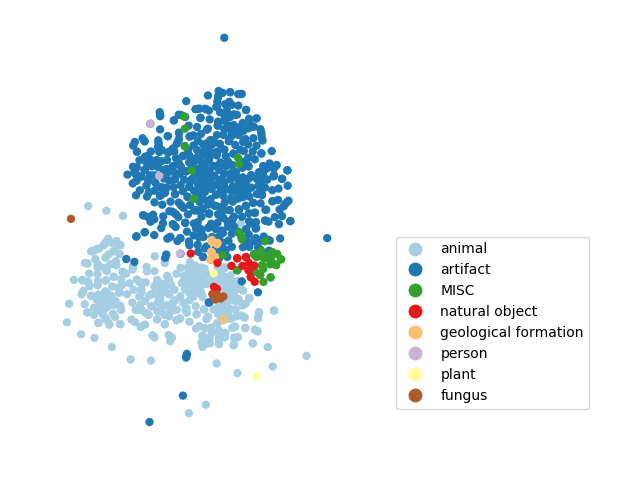 animal
artifact
MISC
natural object
geological formation
person
plant
fungus